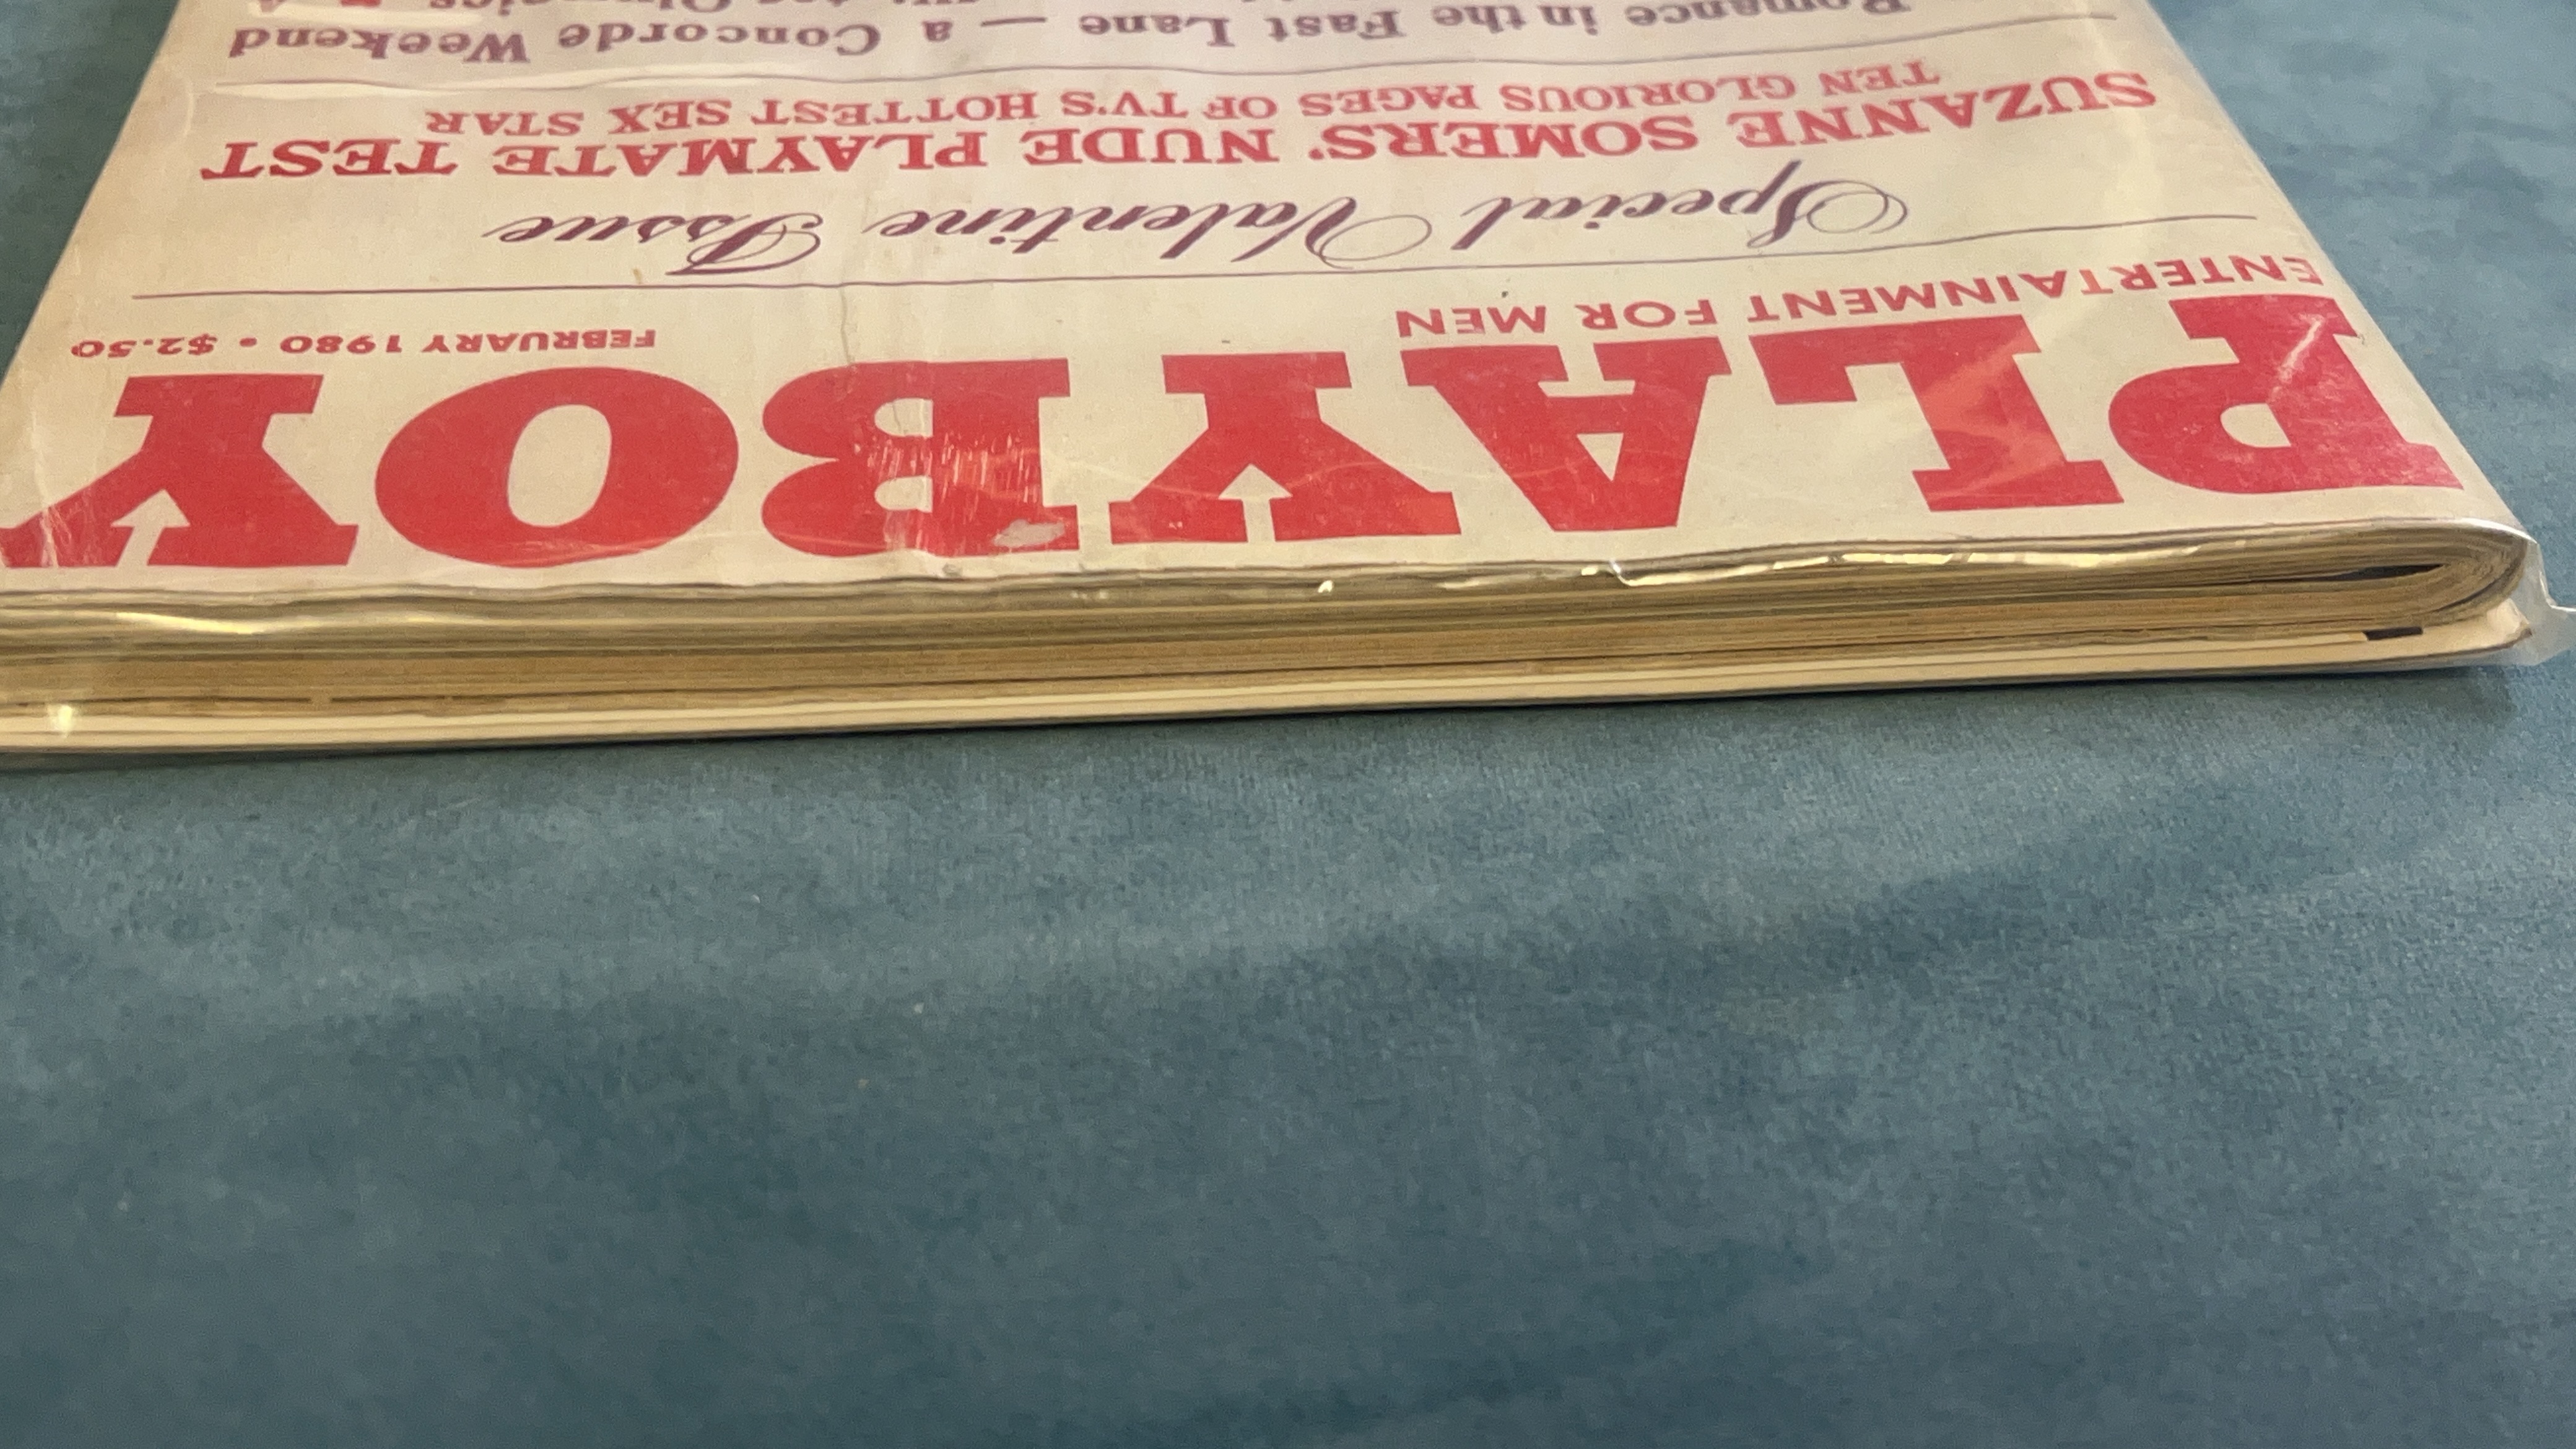 PLAYBOY
ENTERTAINMENT FOR MEN
FEBRUARY 1980 • $2.50
Special Valentine Issue
SUZANNE SOMERS' NUDE PLAYMATE TEST
TEN GLORIOUS PAGES OF TV'S HOTTEST SEX STAR
Romance in the Fast Lane — a Concorde Weekend